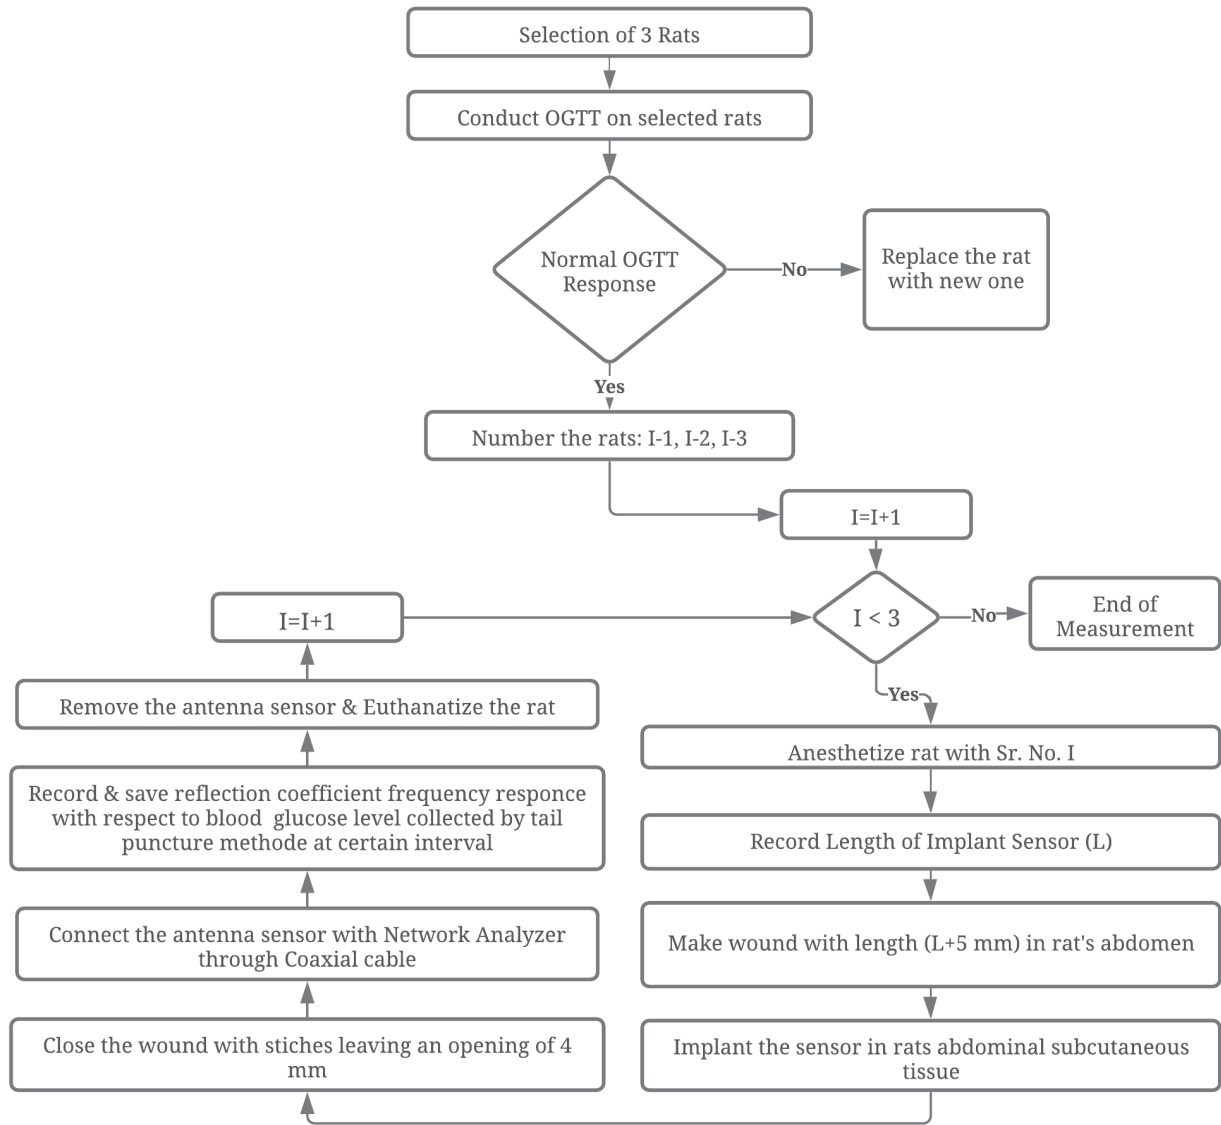 Selection of 3 Rats
Conduct OGTT on selected rats
Normal OGTT
Response
No
Replace the rat
with new one
Yes
Number the rats: I-1, I-2, I-3
I=I+1
I < 3
No
End of
Measurement
Yes
Anesthetize rat with Sr. No. I
Record Length of Implant Sensor (L)
Make wound with length (L+5 mm) in rat's abdomen
Implant the sensor in rats abdominal subcutaneous
tissue
Close the wound with stiches leaving an opening of 4
mm
Connect the antenna sensor with Network Analyzer
through Coaxial cable
Record & save reflection coefficient frequency responce
with respect to blood  glucose level collected by tail
puncture methode at certain interval
Remove the antenna sensor & Euthanatize the rat
I=I+1